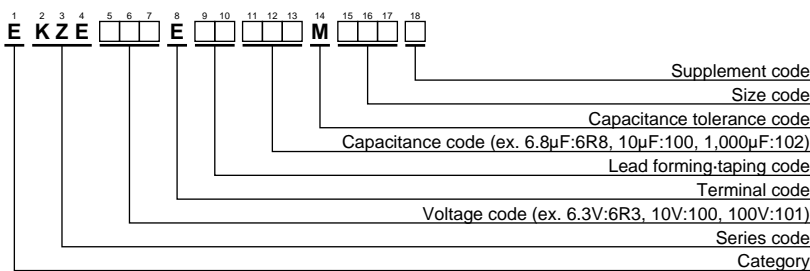 1 2 3 4 5 6 7 8 9 10 11 12 13 14 15 16 17 18
E KZE □□□ E □□ □□□ M □□□ □
Supplement code
Size code
Capacitance tolerance code
Capacitance code (ex. 6.8µF:6R8, 10µF:100, 1,000µF:102)
Lead forming·taping code
Terminal code
Voltage code (ex. 6.3V:6R3, 10V:100, 100V:101)
Series code
Category